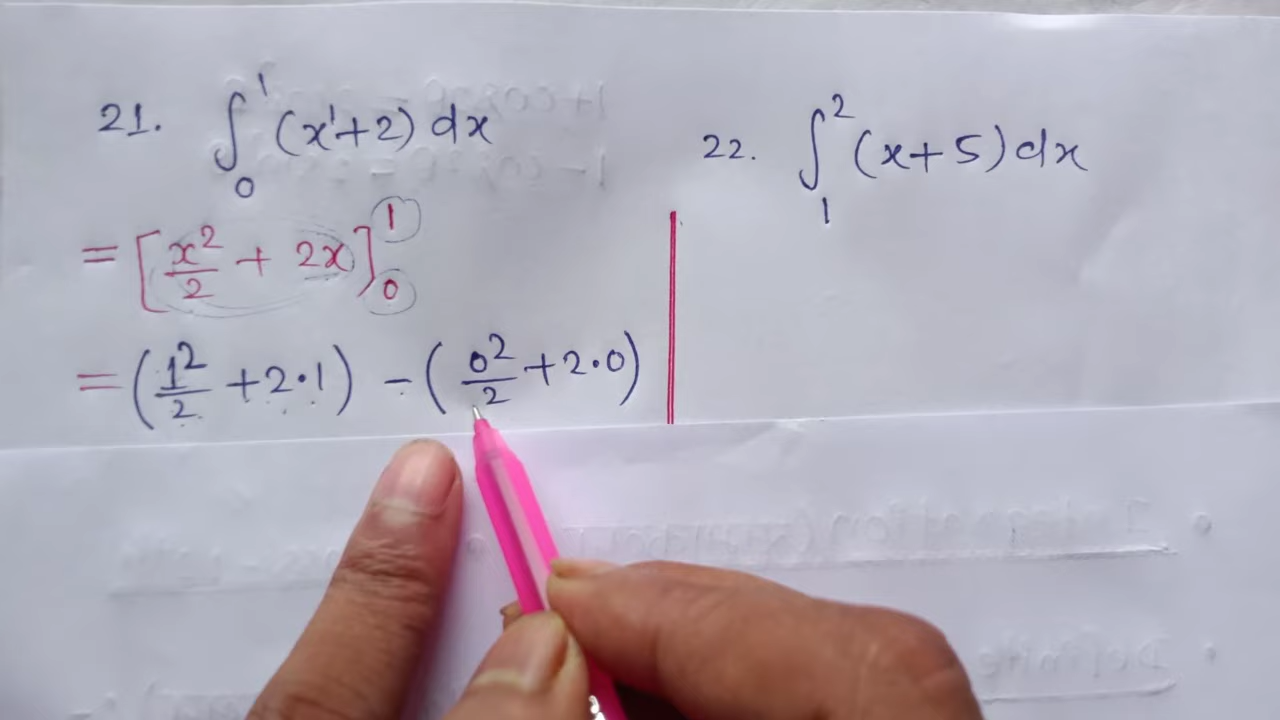 21. ∫₀¹ (x¹+2) dx
= [x²/2 + 2x]₀¹
= (1²/2 + 2·1) - (0²/2 + 2·0)
22. ∫₁² (x+5) dx